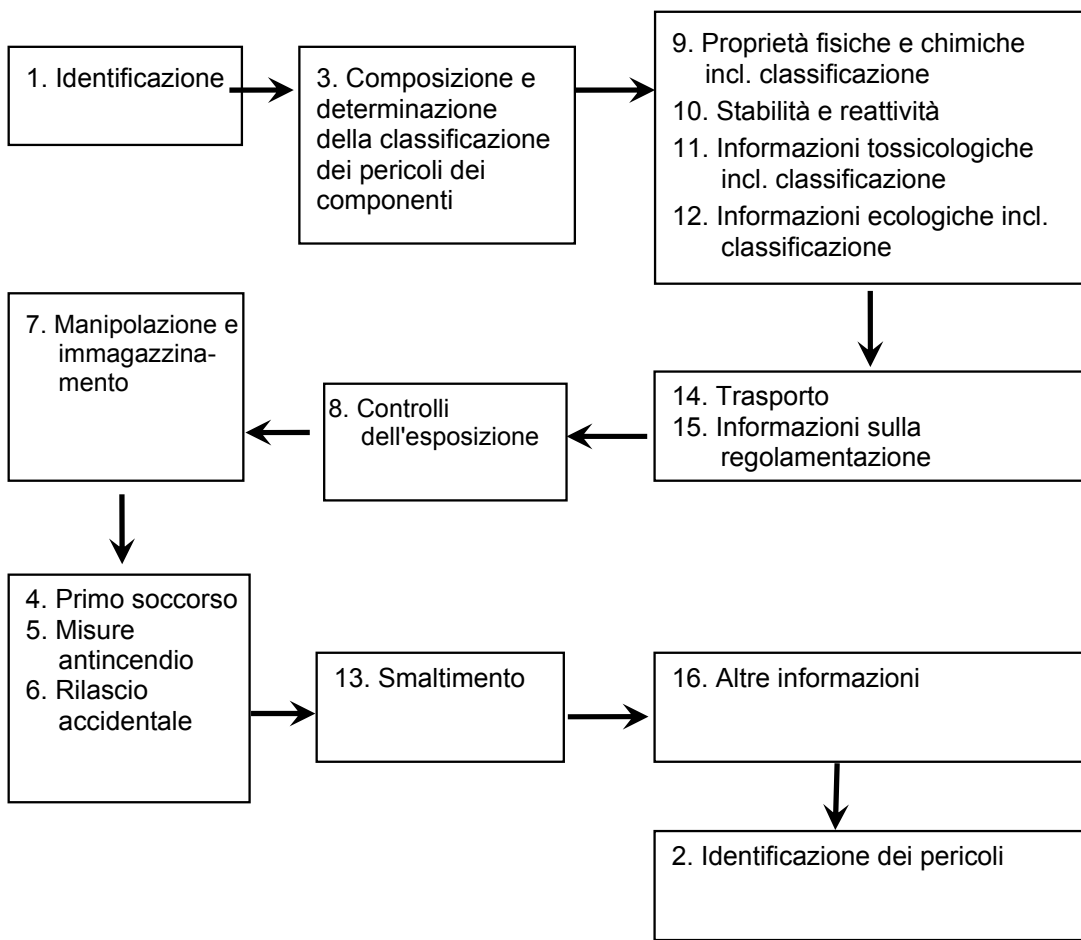 1. Identificazione
3. Composizione e
determinazione
della classificazione
dei pericoli dei
componenti
9. Proprietà fisiche e chimiche
incl. classificazione
10. Stabilità e reattività
11. Informazioni tossicologiche
incl. classificazione
12. Informazioni ecologiche incl.
classificazione
7. Manipolazione e
immagazzina-
mento
8. Controlli
dell'esposizione
14. Trasporto
15. Informazioni sulla
regolamentazione
4. Primo soccorso
5. Misure
antincendio
6. Rilascio
accidentale
13. Smaltimento
16. Altre informazioni
2. Identificazione dei pericoli